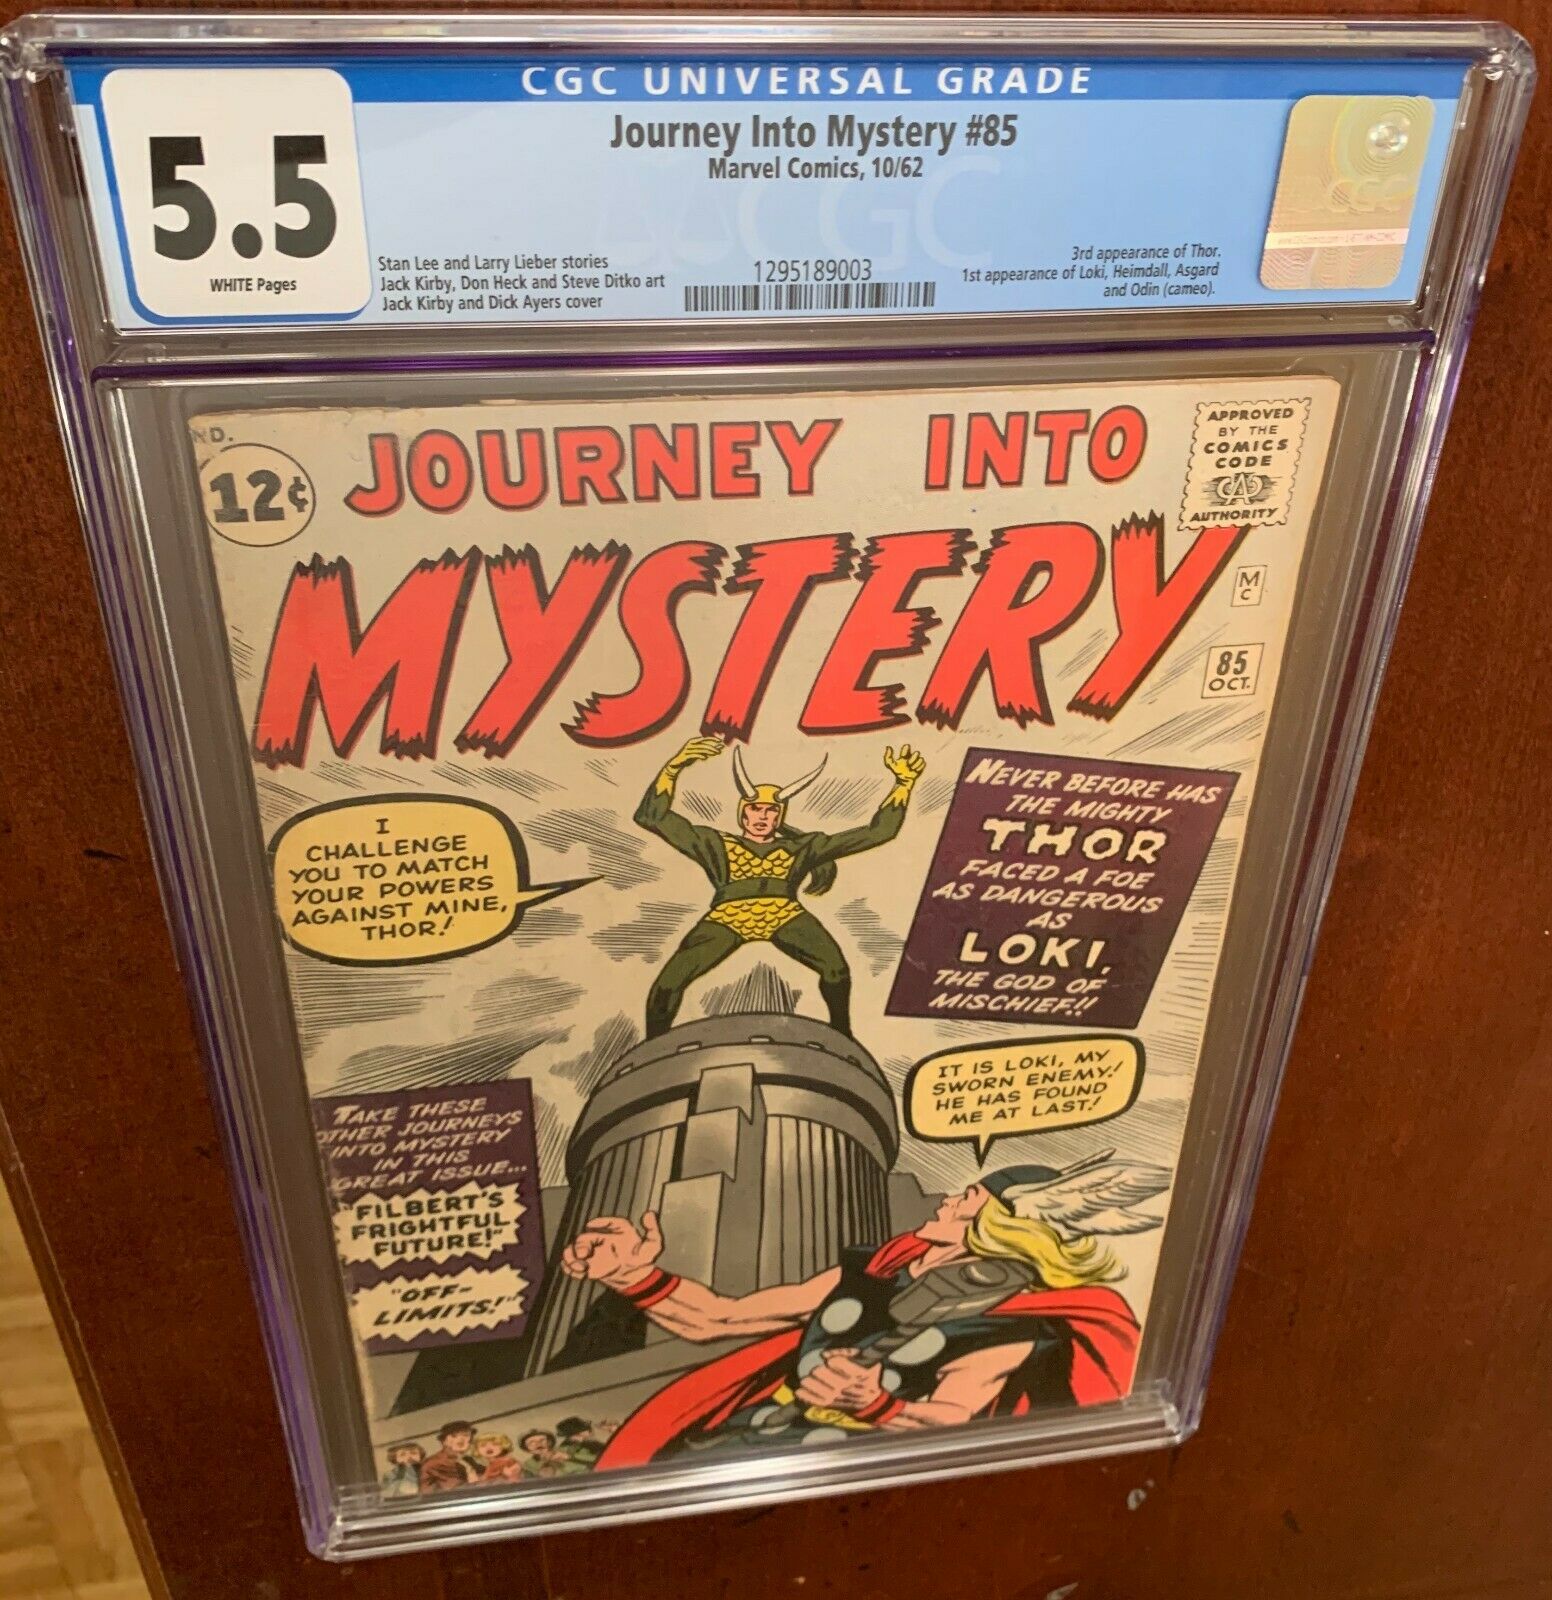 CGC UNIVERSAL GRADE
5.5
WHITE Pages
Journey Into Mystery #85
Marvel Comics, 10/62
Stan Lee and Larry Lieber stories
Jack Kirby, Don Heck and Steve Ditko art
Jack Kirby and Dick Ayers cover
1295189003
3rd appearance of Thor.
1st appearance of Loki, Heimdall, Asgard
and Odin (cameo).
CGC
ND.
12¢
JOURNEY INTO
MYSTERY
APPROVED
BY THE
COMICS
CODE
AUTHORITY
MC
85
OCT.
I
CHALLENGE
YOU TO MATCH
YOUR POWERS
AGAINST MINE,
THOR!
NEVER BEFORE HAS
THE MIGHTY
THOR
FACED A FOE
AS DANGEROUS
AS
LOKI,
THE GOD OF
MISCHIEF!!
IT IS LOKI, MY
SWORN ENEMY!
HE HAS FOUND
ME AT LAST!
TAKE THESE
OTHER JOURNEYS
INTO MYSTERY
IN THIS
GREAT ISSUE...
"FILBERT'S
FRIGHTFUL
FUTURE!"
"OFF-
LIMITS!"